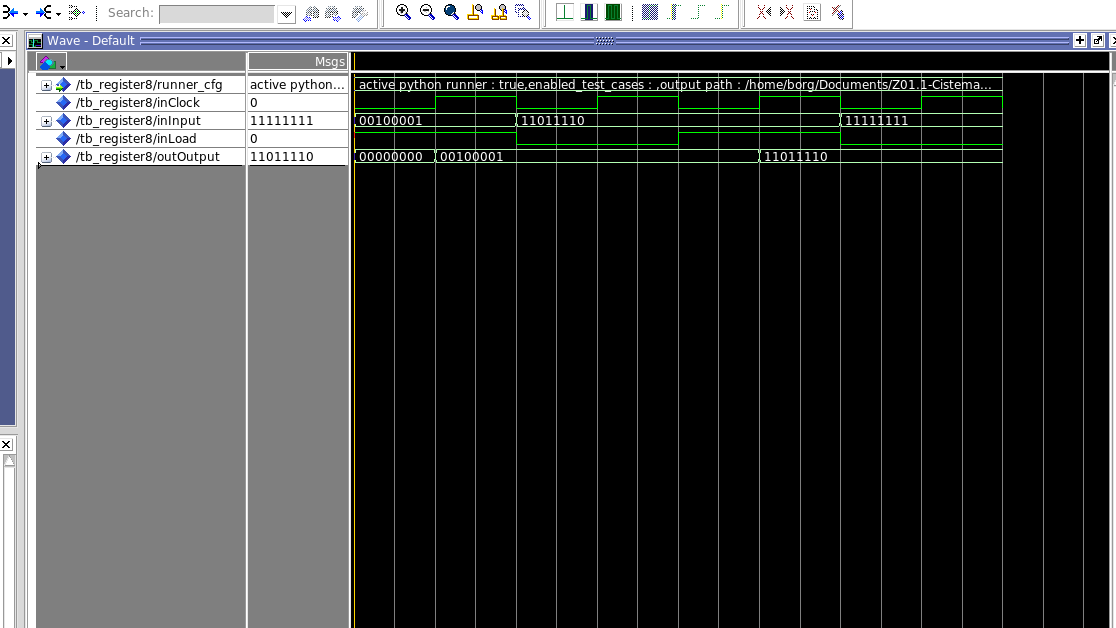 Search:
Wave - Default
Msgs
/tb_register8/runner_cfg active python... active python runner : true,enabled_test_cases : ,output path : /home/borg/Documents/Z01.1-Cistema...
/tb_register8/inClock 0
/tb_register8/inInput 11111111 00100001 11011110 11111111
/tb_register8/inLoad 0
/tb_register8/outOutput 11011110 00000000 00100001 11011110